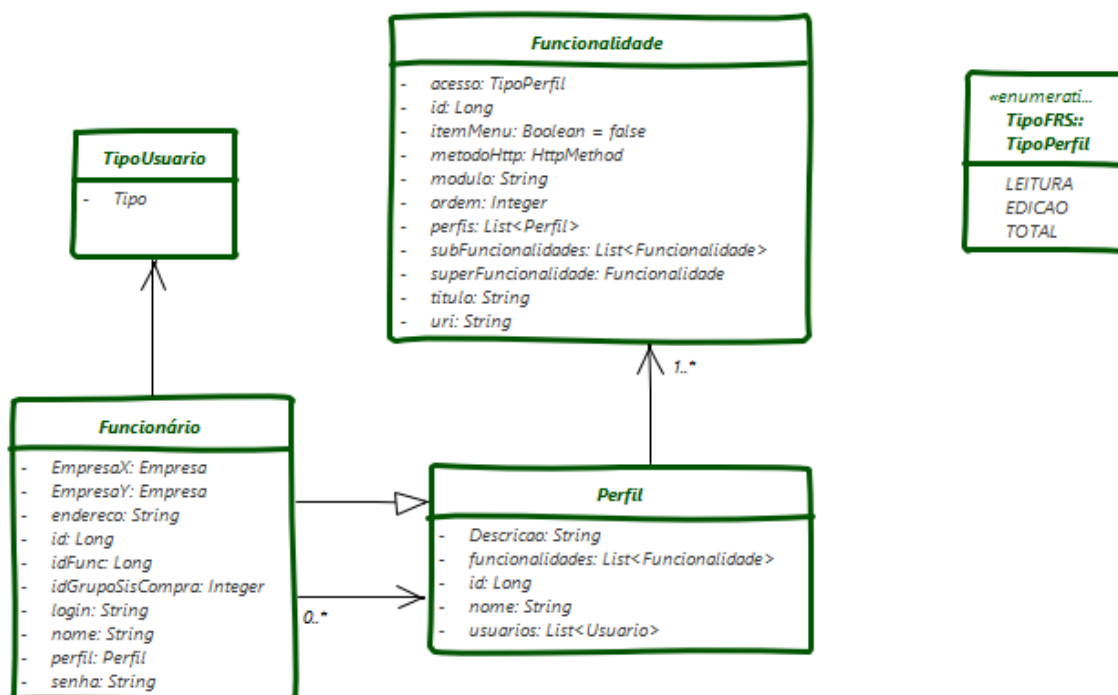 Funcionalidade
- acesso: TipoPerfil
- id: Long
- itemMenu: Boolean = false
- metodoHttp: HttpMethod
- modulo: String
- ordem: Integer
- perfis: List<Perfil>
- subFuncionalidades: List<Funcionalidade>
- superFuncionalidade: Funcionalidade
- titulo: String
- uri: String
«enumerati...
TipoFRS::
TipoPerfil
LEITURA
EDICAO
TOTAL
TipoUsuario
- Tipo
1..*
Funcionário
- EmpresaX: Empresa
- EmpresaY: Empresa
- endereco: String
- id: Long
- idFunc: Long
- idGrupoSisCompra: Integer
- login: String
- nome: String
- perfil: Perfil
- senha: String
0..*
Perfil
- Descricao: String
- funcionalidades: List<Funcionalidade>
- id: Long
- nome: String
- usuarios: List<Usuario>